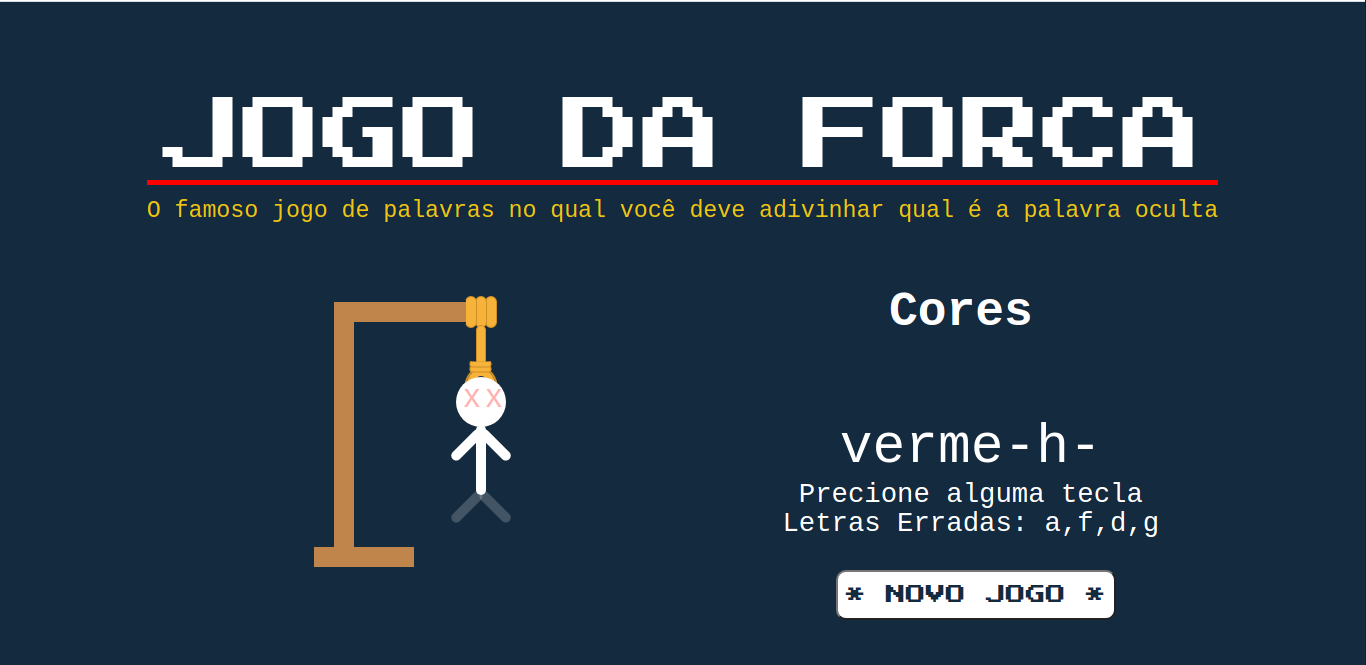 JOGO DA FORCA
O famoso jogo de palavras no qual você deve adivinhar qual é a palavra oculta
Cores
X X
verme-h-
Precione alguma tecla
Letras Erradas: a,f,d,g
* NOVO JOGO *